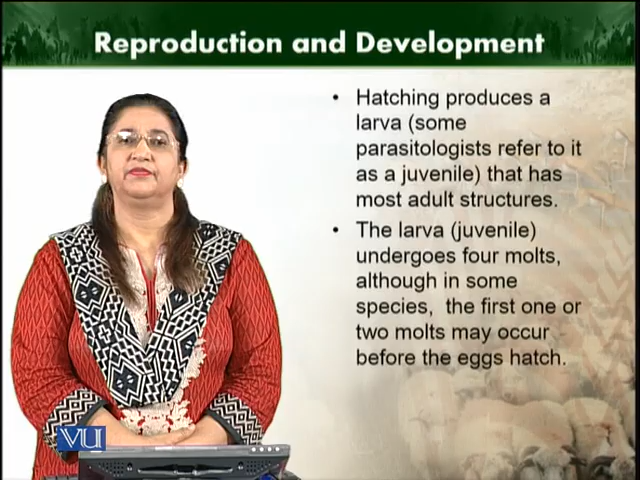 Reproduction and Development
• Hatching produces a
larva (some
parasitologists refer to it
as a juvenile) that has
most adult structures.
• The larva (juvenile)
undergoes four molts,
although in some
species, the first one or
two molts may occur
before the eggs hatch.
VU